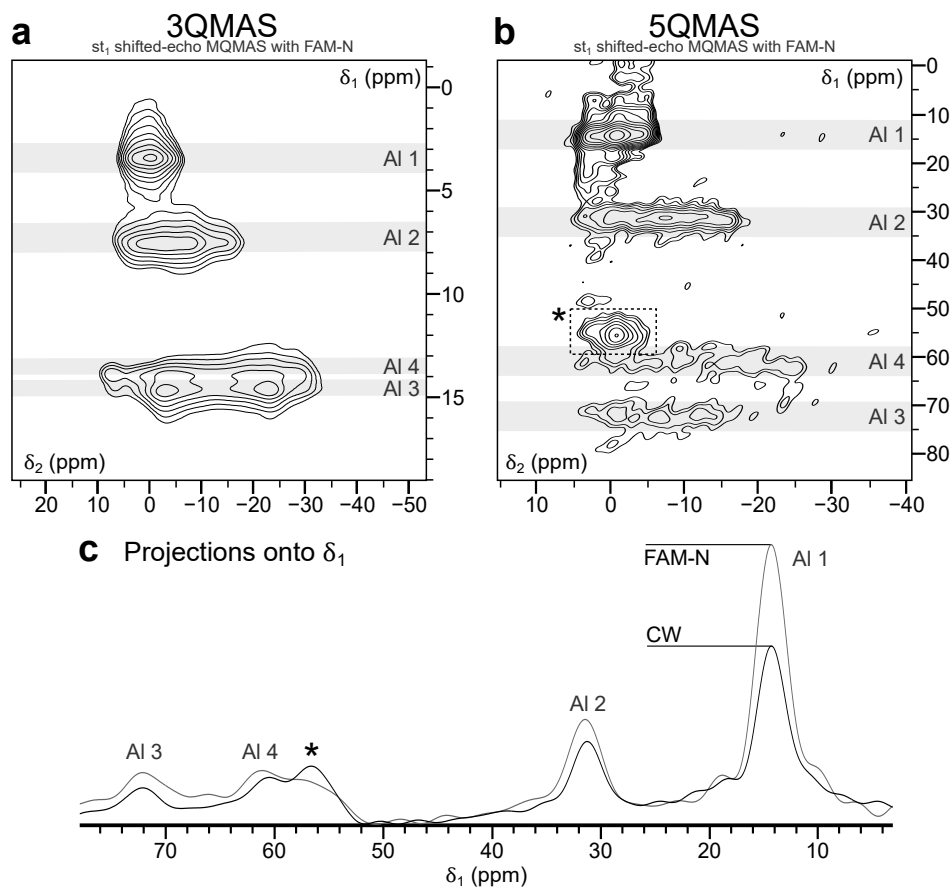 a 3QMAS
st₁ shifted-echo MQMAS with FAM-N
δ₁ (ppm)
0
5
10
15
Al 1
Al 2
Al 4
Al 3
δ₂ (ppm)
20 10 0 −10 −20 −30 −40 −50
b 5QMAS
st₁ shifted-echo MQMAS with FAM-N
δ₁ (ppm)
0
10
20
30
40
50
60
70
80
Al 1
Al 2
*
Al 4
Al 3
δ₂ (ppm)
10 0 −10 −20 −30 −40
c Projections onto δ₁
FAM-N
Al 1
CW
Al 2
Al 3 Al 4 *
70 60 50 40 30 20 10
δ₁ (ppm)